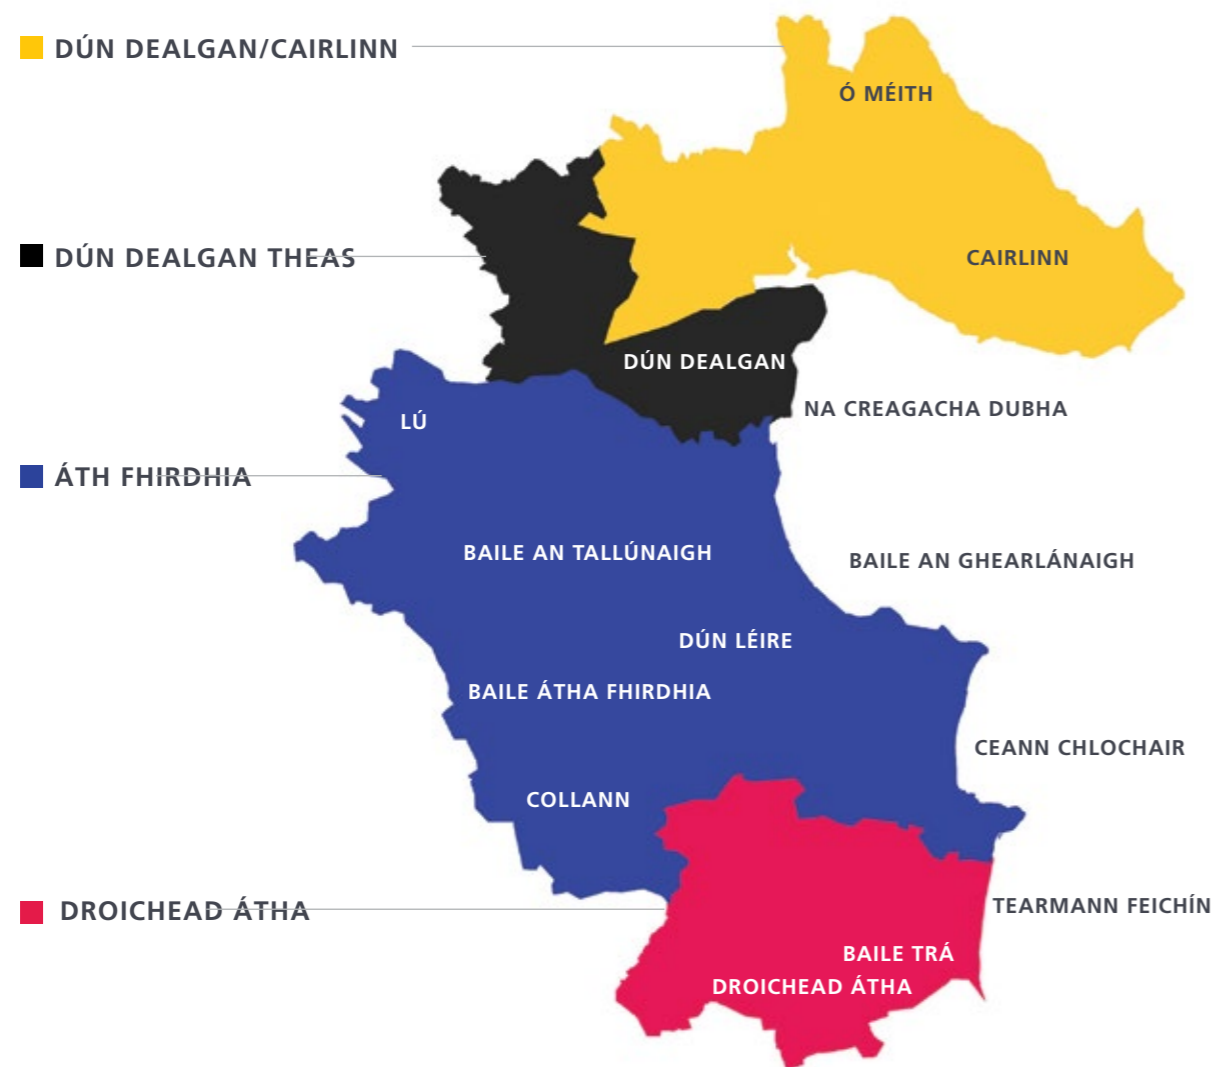 DÚN DEALGAN/CAIRLINN
Ó MÉITH
DÚN DEALGAN THEAS
CAIRLINN
DÚN DEALGAN
NA CREAGACHA DUBHA
LÚ
ÁTH FHIRDHIA
BAILE AN TALLÚNAIGH
BAILE AN GHEARLÁNAIGH
DÚN LÉIRE
BAILE ÁTHA FHIRDHIA
CEANN CHLOCHAIR
COLLANN
DROICHEAD ÁTHA
TEARMANN FEICHÍN
BAILE TRÁ
DROICHEAD ÁTHA